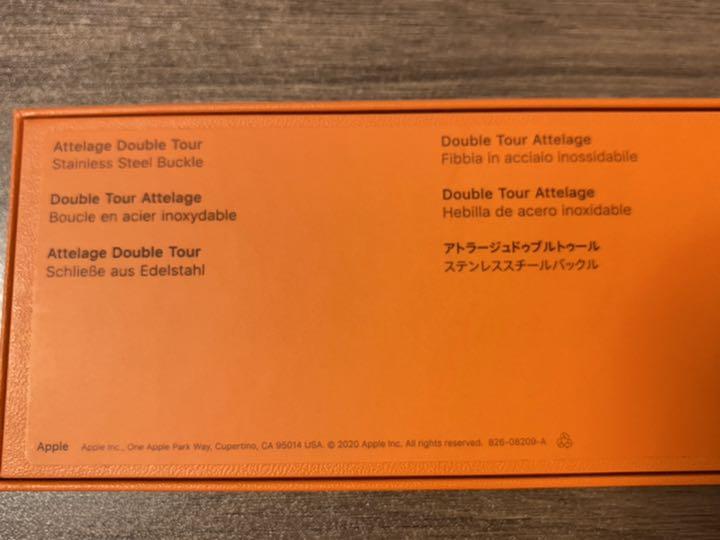 Attelage Double Tour
Stainless Steel Buckle
Double Tour Attelage
Boucle en acier inoxydable
Attelage Double Tour
Schließe aus Edelstahl
Double Tour Attelage
Fibbia in acciaio inossidabile
Double Tour Attelage
Hebilla de acero inoxidable
アトラージュドゥブルトゥール
ステンレススチールバックル
Apple Apple Inc., One Apple Park Way, Cupertino, CA 95014 USA. © 2020 Apple Inc. All rights reserved. 826-08209-A